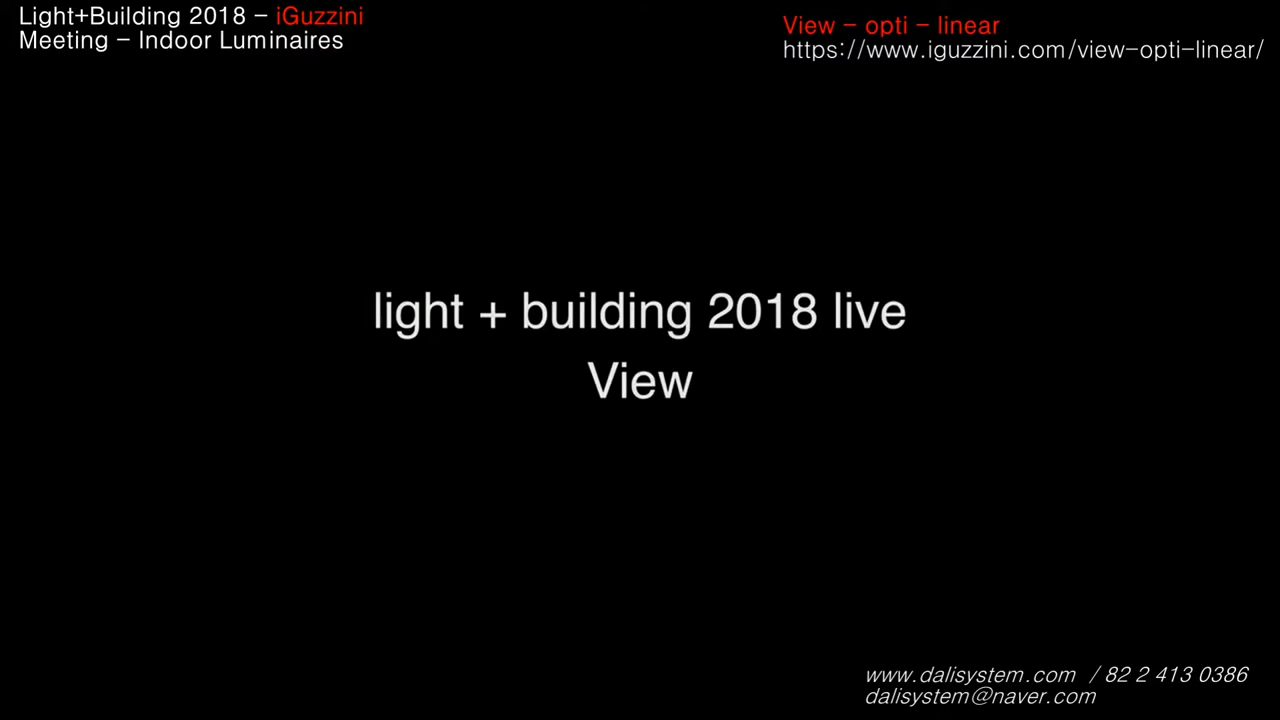 Light+Building 2018 - iGuzzini
Meeting - Indoor Luminaires
View - opti - linear
https://www.iguzzini.com/view-opti-linear/
light + building 2018 live
View
www.dalisystem.com / 82 2 413 0386
dalisystem@naver.com